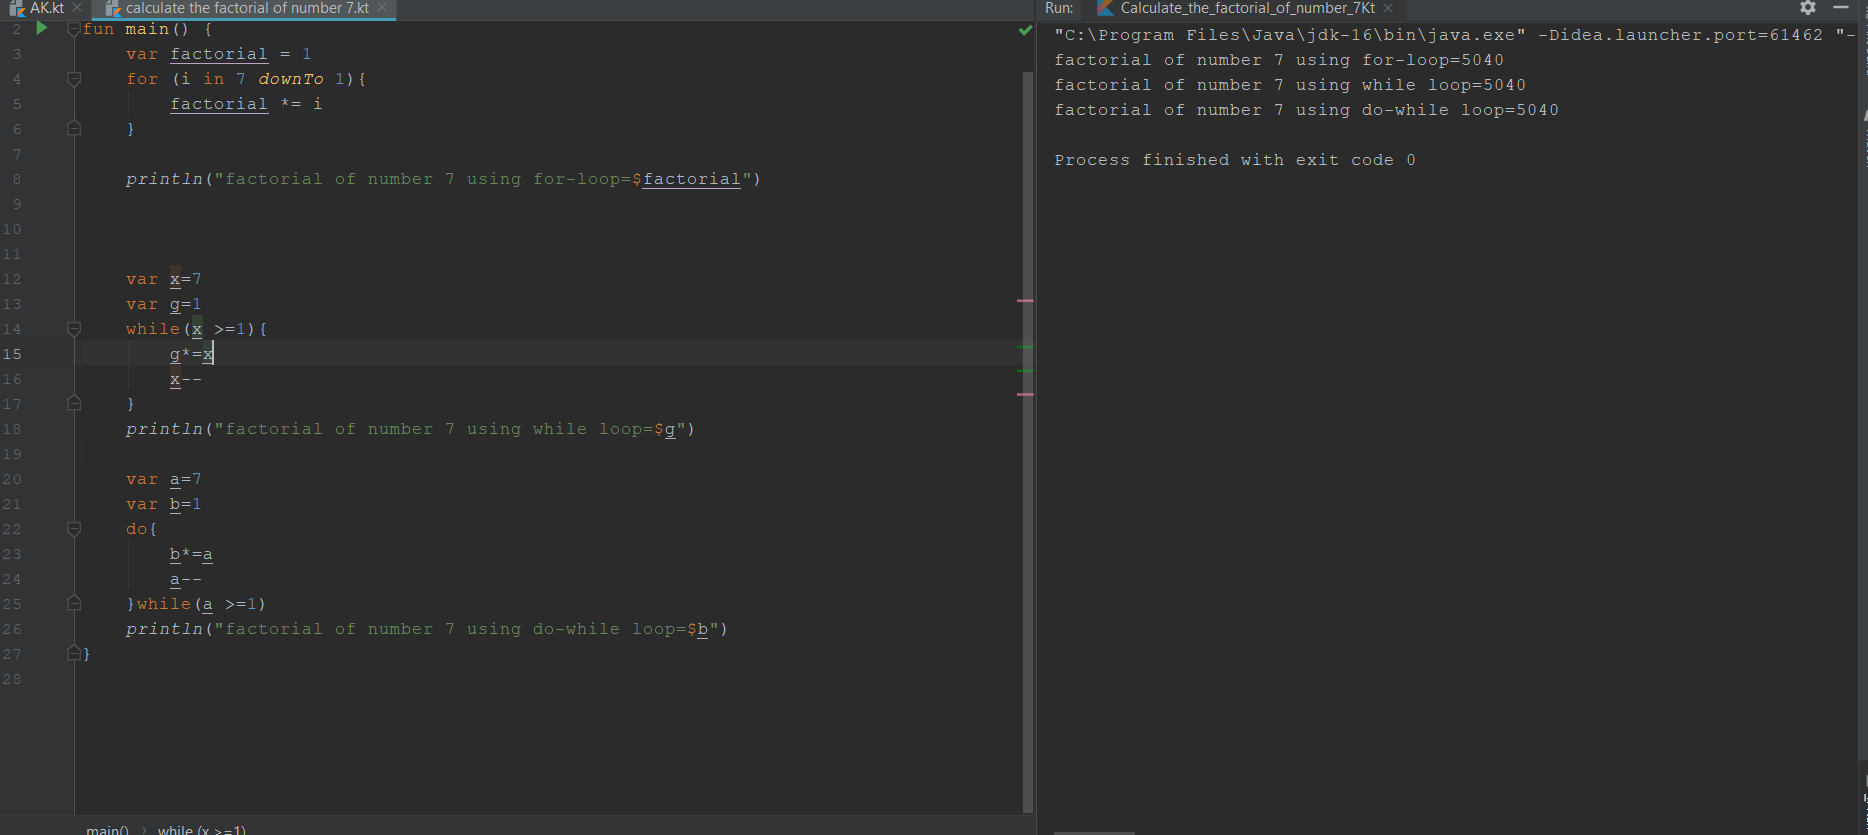 AK.kt
calculate the factorial of number 7.kt
2 fun main() {
3 var factorial = 1
4 for (i in 7 downTo 1){
5 factorial *= i
6 }
7
8 println("factorial of number 7 using for-loop=$factorial")
9
10
11
12 var x=7
13 var g=1
14 while(x >=1){
15 g*=x
16 x--
17 }
18 println("factorial of number 7 using while loop=$g")
19
20 var a=7
21 var b=1
22 do{
23 b*=a
24 a--
25 }while(a >=1)
26 println("factorial of number 7 using do-while loop=$b")
27 }
28
main() › while (x >=1)
Run: Calculate_the_factorial_of_number_7Kt
"C:\Program Files\Java\jdk-16\bin\java.exe" -Didea.launcher.port=61462 "-
factorial of number 7 using for-loop=5040
factorial of number 7 using while loop=5040
factorial of number 7 using do-while loop=5040
Process finished with exit code 0